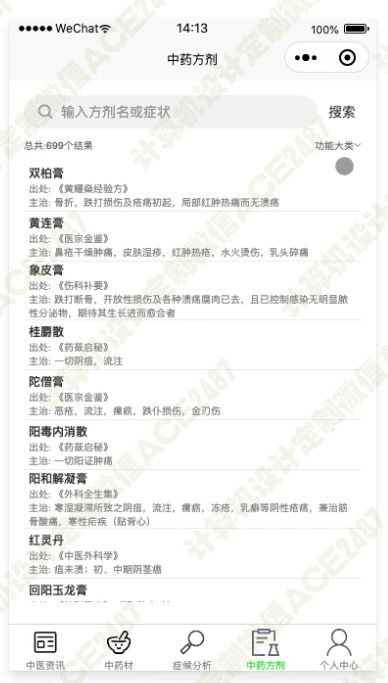 WeChat
14:13
100%
中药方剂
输入方剂名或症状
搜索
总共:699个结果
功能大类
双柏膏
出处: 《黄耀燊经验方》
主治: 骨折，跌打损伤及疮疡初起，局部红肿热痛而无溃疡
黄连膏
出处: 《医宗金鉴》
主治: 鼻疮干燥肿痛，皮肤湿疹，红肿热疮，水火烫伤，乳头碎痛
象皮膏
出处: 《伤科补要》
主治: 跌打断骨，开放性损伤及各种溃疡腐肉已去，且已控制感染无明显脓
性分泌物，期待其生长进而愈合者
桂麝散
出处: 《药蔹启秘》
主治: 一切阴疽，流注
陀僧膏
出处: 《医宗金鉴》
主治: 恶疮，流注，瘰疬，跌仆损伤，金刃伤
阳毒内消散
出处: 《药蔹启秘》
主治: 一切阳证肿疡
阳和解凝膏
出处: 《外科全生集》
主治: 寒湿凝滞所致之阴疽，流注，瘰疬，冻疮，乳癖等阴性疮疡，兼治筋
骨酸痛，寒性疟疾（贴背心）
红灵丹
出处: 《中医外科学》
主治: 疽未溃；初、中期阴茎癌
回阳玉龙膏
中医资讯
中药材
症候分析
中药方剂
个人中心
计算机设计定制微信ACE2487